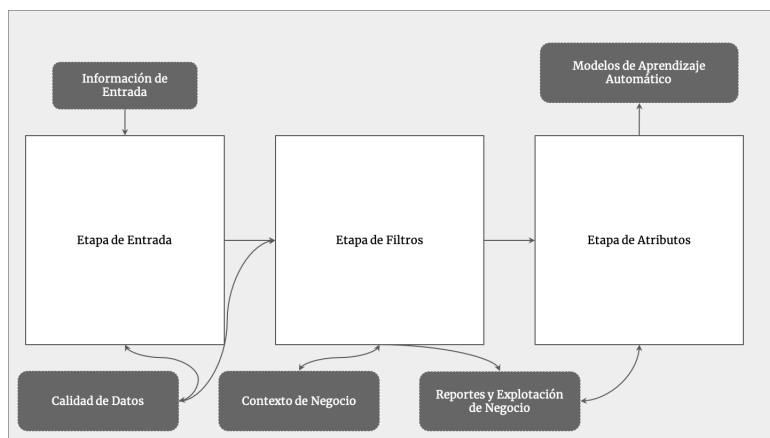 Información de
Entrada
Modelos de Aprendizaje
Automático
Etapa de Entrada
Etapa de Filtros
Etapa de Atributos
Calidad de Datos
Contexto de Negocio
Reportes y Explotación
de Negocio